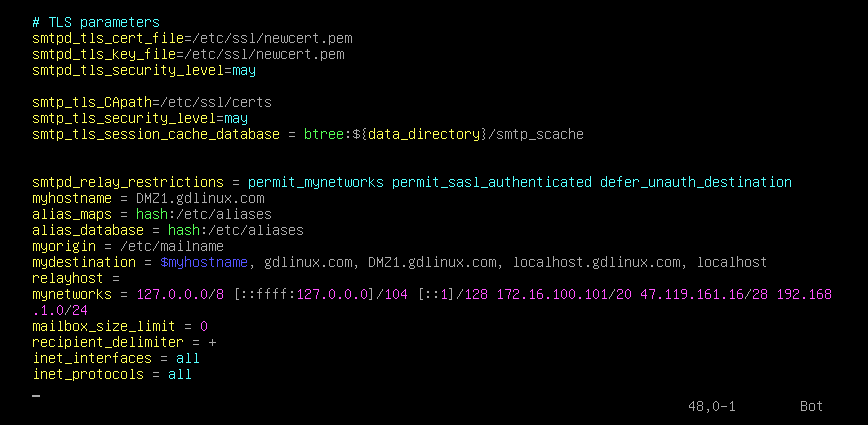 # TLS parameters
smtpd_tls_cert_file=/etc/ssl/newcert.pem
smtpd_tls_key_file=/etc/ssl/newcert.pem
smtpd_tls_security_level=may
smtp_tls_CApath=/etc/ssl/certs
smtp_tls_security_level=may
smtp_tls_session_cache_database = btree:${data_directory}/smtp_scache
smtpd_relay_restrictions = permit_mynetworks permit_sasl_authenticated defer_unauth_destination
myhostname = DMZ1.gdlinux.com
alias_maps = hash:/etc/aliases
alias_database = hash:/etc/aliases
myorigin = /etc/mailname
mydestination = $myhostname, gdlinux.com, DMZ1.gdlinux.com, localhost.gdlinux.com, localhost
relayhost =
mynetworks = 127.0.0.0/8 [::ffff:127.0.0.0]/104 [::1]/128 172.16.100.101/20 47.119.161.16/28 192.168
.1.0/24
mailbox_size_limit = 0
recipient_delimiter = +
inet_interfaces = all
inet_protocols = all
48,0-1 Bot